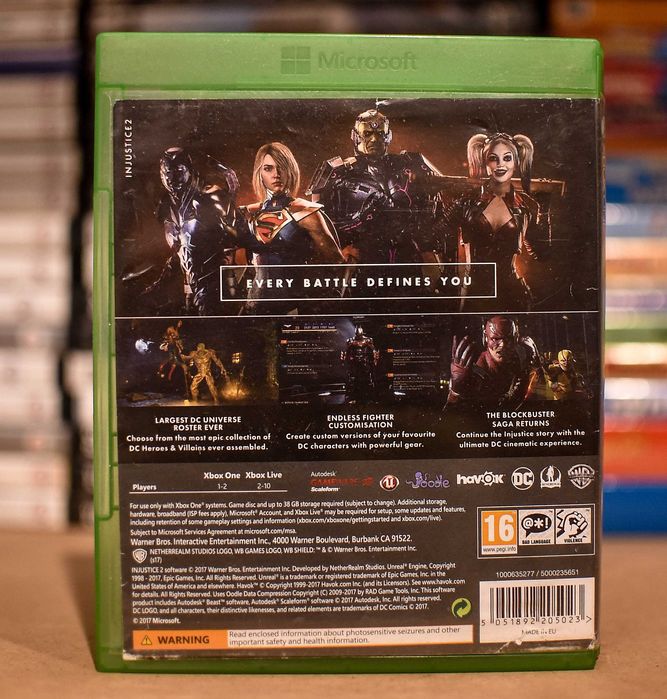 Microsoft
INJUSTICE 2
EVERY BATTLE DEFINES YOU
LARGEST DC UNIVERSE
ROSTER EVER
Choose from the most epic collection of
DC Heroes & Villains ever assembled.
ENDLESS FIGHTER
CUSTOMISATION
Create custom versions of your favourite
DC characters with powerful gear.
THE BLOCKBUSTER
SAGA RETURNS
Continue the Injustice story with the
ultimate DC cinematic experience.
Xbox One Xbox Live
Players 1-2 2-10
Autodesk
GAMEWARE
Scaleform
oodle
havok
DC
WB GAMES
For use only with Xbox One® systems. Game disc and up to 38 GB storage required (subject to change). Additional storage,
hardware, broadband (ISP fees apply), Microsoft® Account, and Xbox Live® may be required for setup, some updates and features,
including retention of some gameplay settings and information (xbox.com/xboxone/gettingstarted and xbox.com/live).
Subject to Microsoft Services Agreement at microsoft.com/msa.
Warner Bros. Interactive Entertainment Inc., 4000 Warner Boulevard, Burbank CA 91522.
NETHERREALM STUDIOS LOGO, WB GAMES LOGO, WB SHIELD: ™ & © Warner Bros. Entertainment Inc.
(s17)
INJUSTICE 2 software © 2017 Warner Bros. Entertainment Inc. Developed by NetherRealm Studios. Unreal® Engine, Copyright
1998 - 2017, Epic Games, Inc. All Rights Reserved. Unreal® is a trademark or registered trademark of Epic Games, Inc. in the
United States of America and elsewhere. Havok™ © Copyright 1999-2017 Havok.com Inc. (and its Licensors). See www.havok.com
for details. All Rights Reserved. Uses Oodle Data Compression Copyright (C) 2009-2017 by RAD Game Tools, Inc. This software
product includes Autodesk® Beast™ software, Autodesk® Scaleform® software © 2017 Autodesk, Inc. All rights reserved.
DC LOGO, and all characters, their distinctive likenesses, and related elements are trademarks of DC Comics © 2017.
© 2017 Microsoft.
16
www.pegi.info
@*!
BAD LANGUAGE
VIOLENCE
1000635277 / 5000235651
5 051892 205023 >
MADE IN EU
WARNING
Read enclosed information about photosensitive seizures and other
important safety and health information.